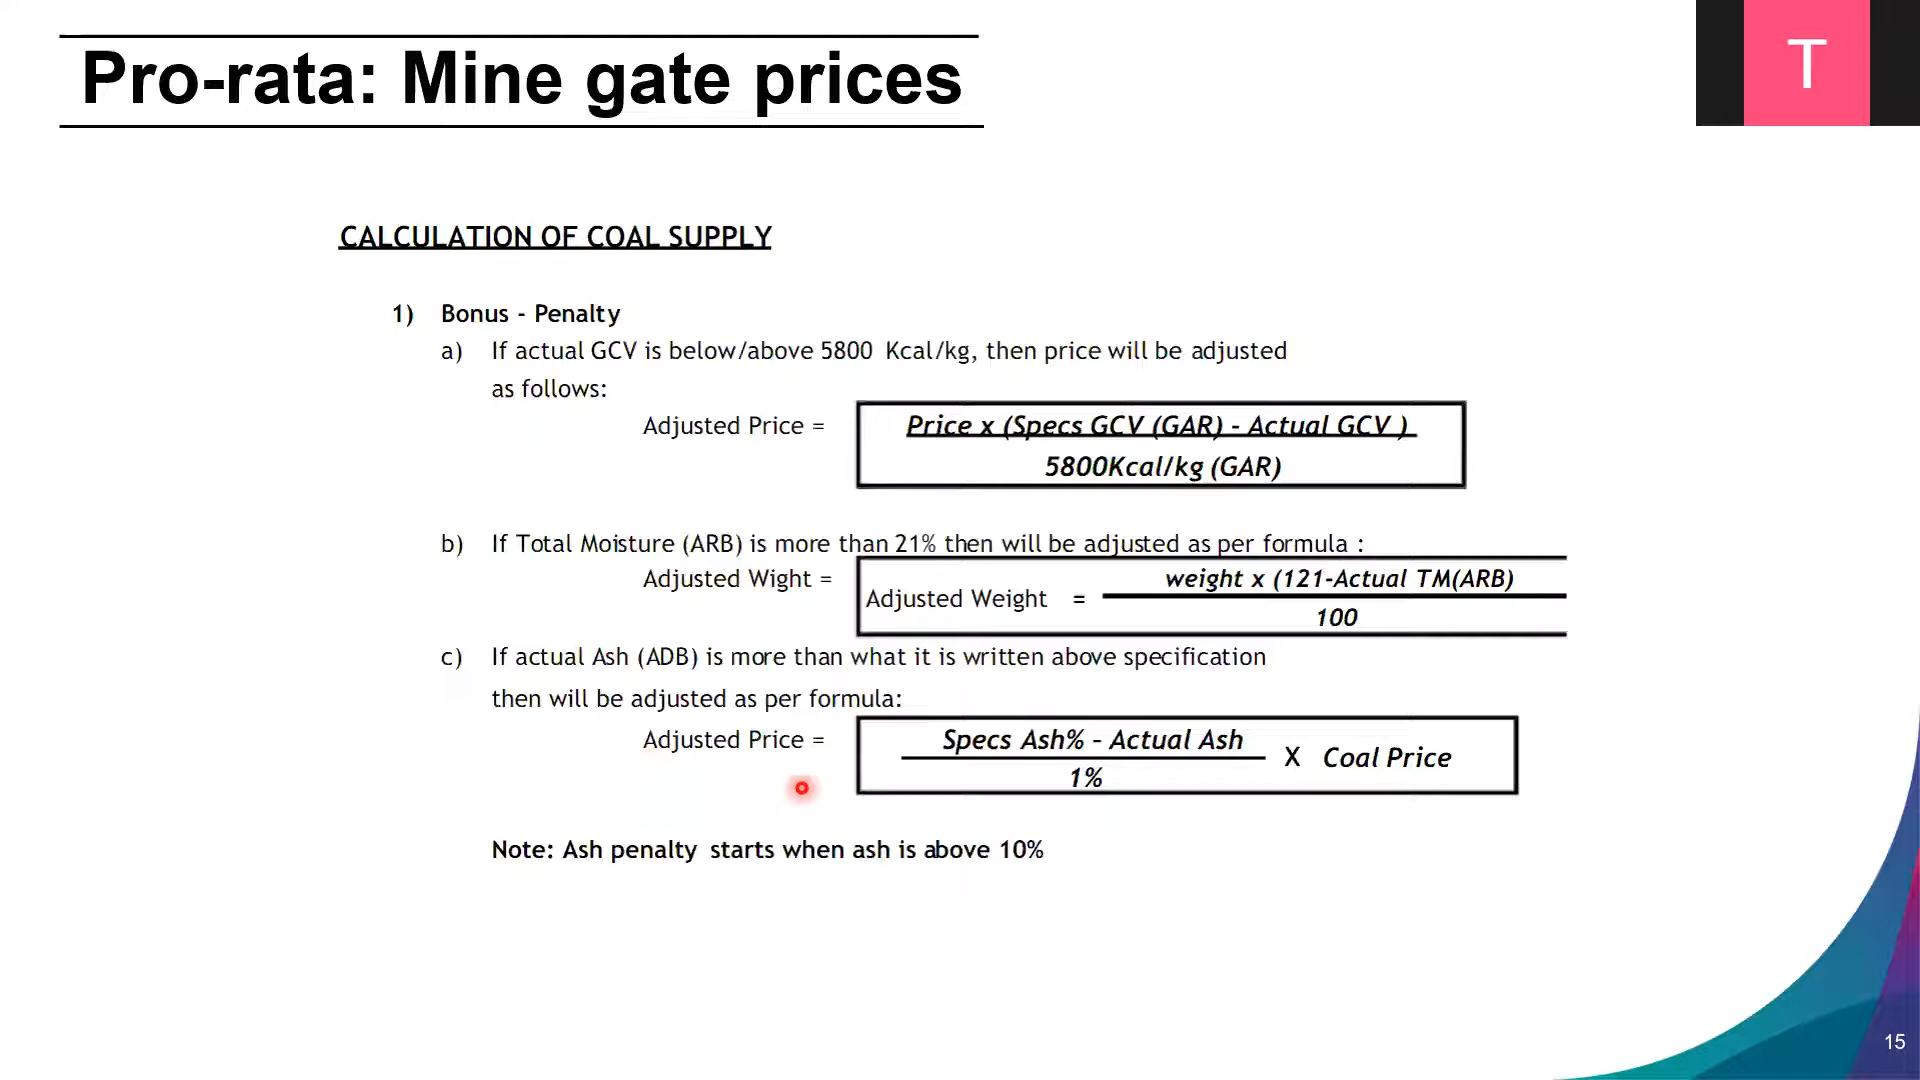 Pro-rata: Mine gate prices
T
CALCULATION OF COAL SUPPLY
1) Bonus - Penalty
a) If actual GCV is below/above 5800 Kcal/kg, then price will be adjusted
as follows:
Adjusted Price = Price x (Specs GCV (GAR) - Actual GCV )
5800Kcal/kg (GAR)
b) If Total Moisture (ARB) is more than 21% then will be adjusted as per formula :
Adjusted Wight = Adjusted Weight = weight x (121-Actual TM(ARB)
100
c) If actual Ash (ADB) is more than what it is written above specification
then will be adjusted as per formula:
Adjusted Price = Specs Ash% - Actual Ash X Coal Price
1%
Note: Ash penalty starts when ash is above 10%
15